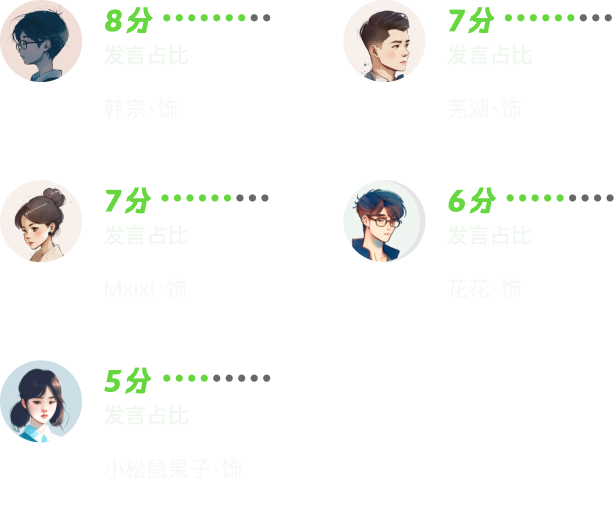 8分
发言占比
韩宗·饰
7分
发言占比
芜湖·饰
7分
发言占比
Mxixi·饰
6分
发言占比
花花·饰
5分
发言占比
小松鼠果子·饰